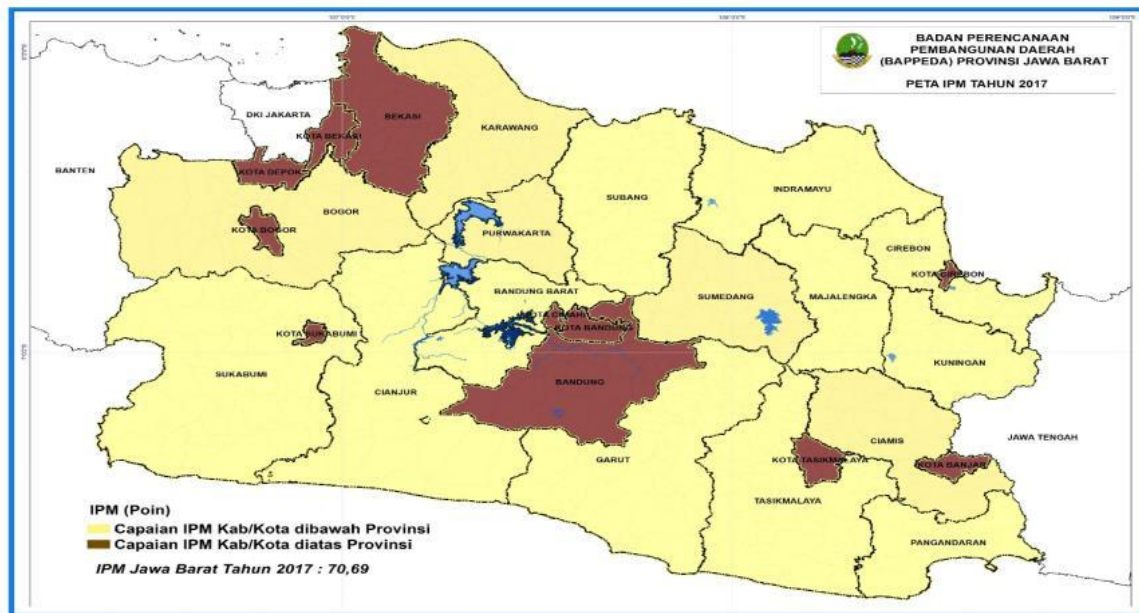 BADAN PERENCANAAN
PEMBANGUNAN DAERAH
(BAPPEDA) PROVINSI JAWA BARAT
PETA IPM TAHUN 2017
DKI JAKARTA
BEKASI
KOTA BEKASI
KARAWANG
KOTA DEPOK
BANTEN
SUBANG
INDRAMAYU
BOGOR
KOTA BOGOR
PURWAKARTA
CIREBON
KOTA CIREBON
BANDUNG BARAT
SUMEDANG
MAJALENGKA
KOTA CIMAHI
KOTA BANDUNG
KOTA SUKABUMI
KUNINGAN
SUKABUMI
CIANJUR
BANDUNG
JAWA TENGAH
CIAMIS
GARUT
KOTA TASIKMALAYA
KOTA BANJAR
TASIKMALAYA
PANGANDARAN
IPM (Poin)
Capaian IPM Kab/Kota dibawah Provinsi
Capaian IPM Kab/Kota diatas Provinsi
IPM Jawa Barat Tahun 2017 : 70,69